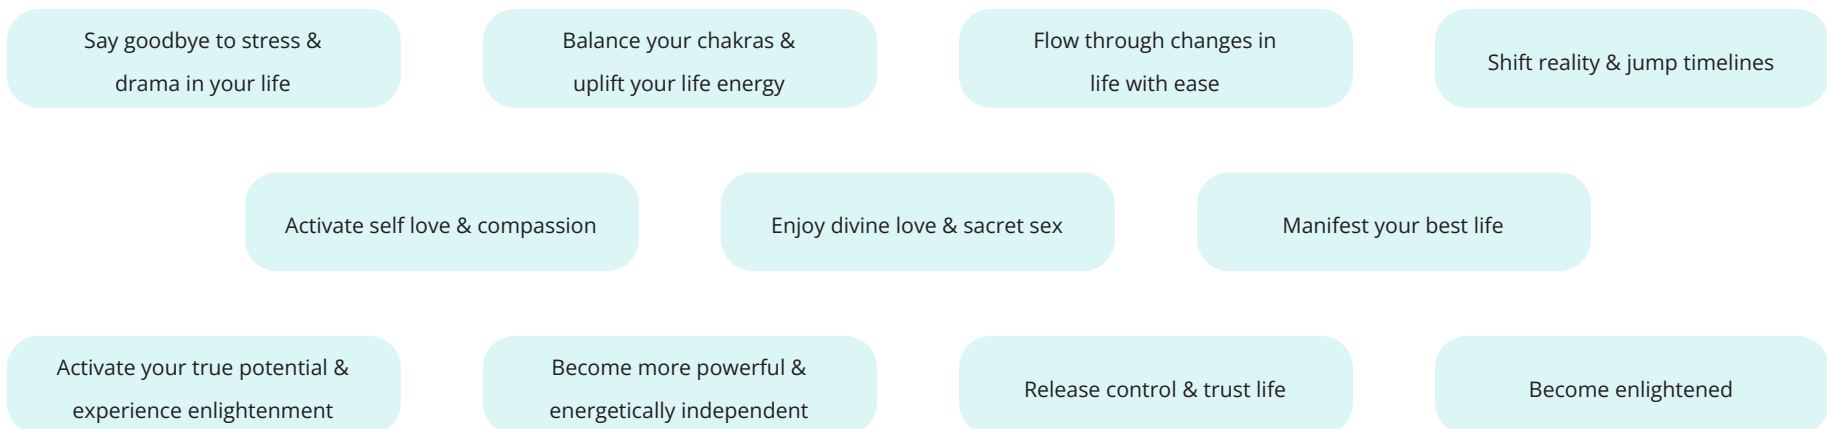 Say goodbye to stress &
drama in your life
Balance your chakras &
uplift your life energy
Flow through changes in
life with ease
Shift reality & jump timelines
Activate self love & compassion
Enjoy divine love & sacret sex
Manifest your best life
Activate your true potential &
experience enlightenment
Become more powerful &
energetically independent
Release control & trust life
Become enlightened